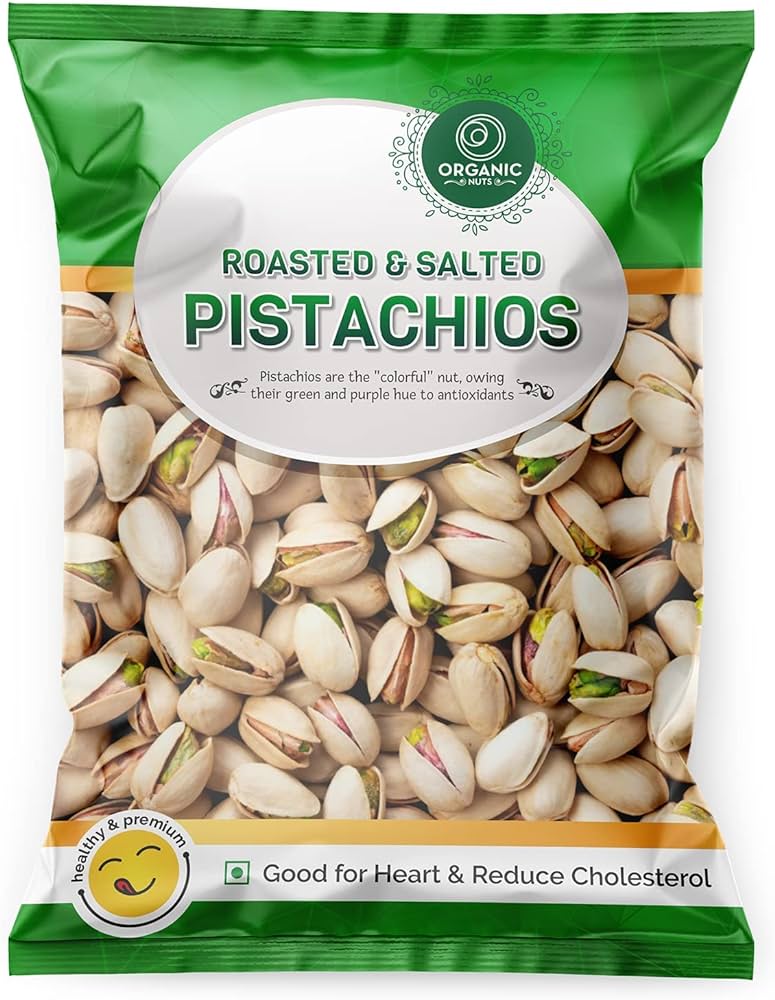 ORGANIC
NUTS
ROASTED & SALTED
PISTACHIOS
Pistachios are the "colorful" nut, owing
their green and purple hue to antioxidants
healthy & premium
Good for Heart & Reduce Cholesterol